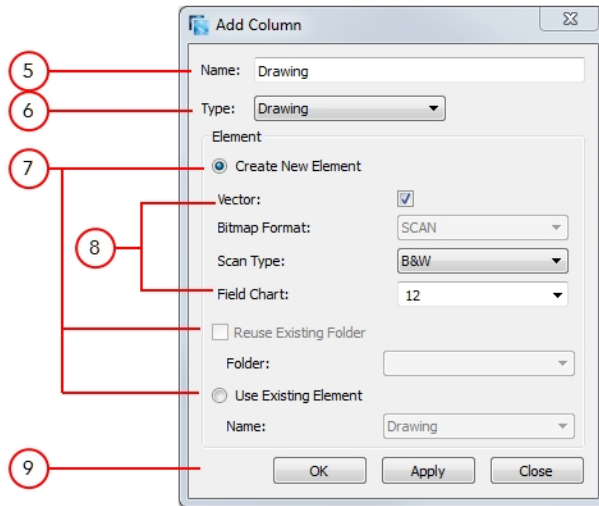 Add Column
5 Name: Drawing
6 Type: Drawing
Element
7 Create New Element
Vector:
8 Bitmap Format: SCAN
Scan Type: B&W
Field Chart: 12
Reuse Existing Folder
Folder:
Use Existing Element
Name: Drawing
9 OK Apply Close